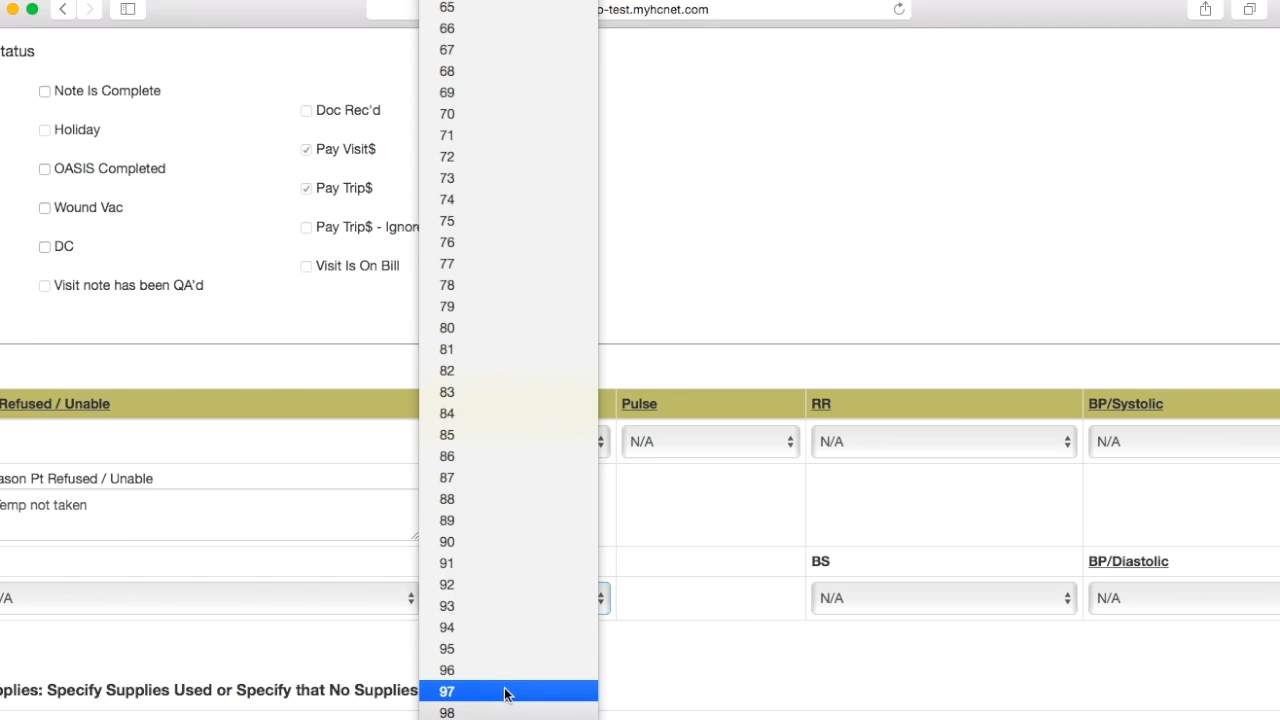 p-test.myhcnet.com
tatus
Note Is Complete
Holiday
OASIS Completed
Wound Vac
DC
Visit note has been QA'd
Doc Rec'd
Pay Visit$
Pay Trip$
Pay Trip$ - Ignore
Visit Is On Bill
65
66
67
68
69
70
71
72
73
74
75
76
77
78
79
80
81
82
83
84
85
86
87
88
89
90
91
92
93
94
95
96
97
98
Refused / Unable
Pulse
RR
BP/Systolic
N/A
N/A
N/A
ason Pt Refused / Unable
emp not taken
BS
BP/Diastolic
/A
N/A
N/A
pplies: Specify Supplies Used or Specify that No Supplies